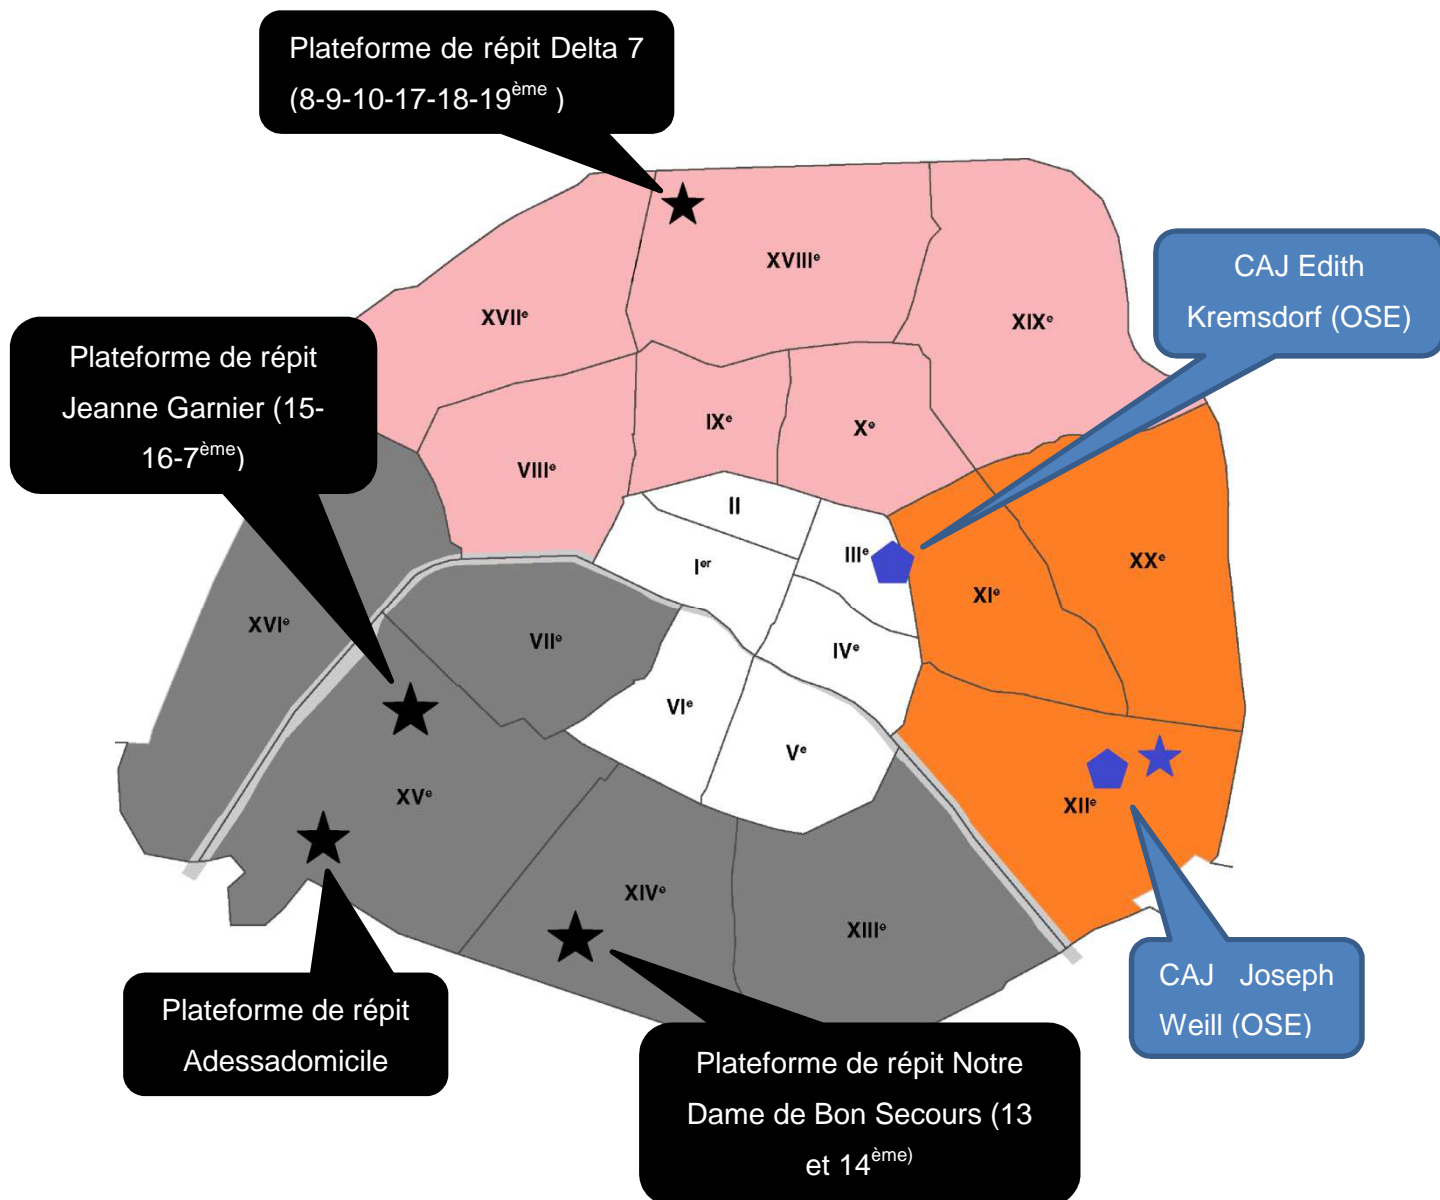 Plateforme de répit Delta 7
(8-9-10-17-18-19ème )
CAJ Edith
Kremsdorf (OSE)
Plateforme de répit
Jeanne Garnier (15-
16-7ème)
XVIIIe
XVIIe
XIXe
IXe
Xe
VIIIe
II
IIIe
Ier
XXe
XIe
XVIe
VIIe
IVe
VIe
Ve
XVe
XIIe
XIVe
XIIIe
CAJ Joseph
Weill (OSE)
Plateforme de répit
Adessadomicile
Plateforme de répit Notre
Dame de Bon Secours (13
et 14ème)